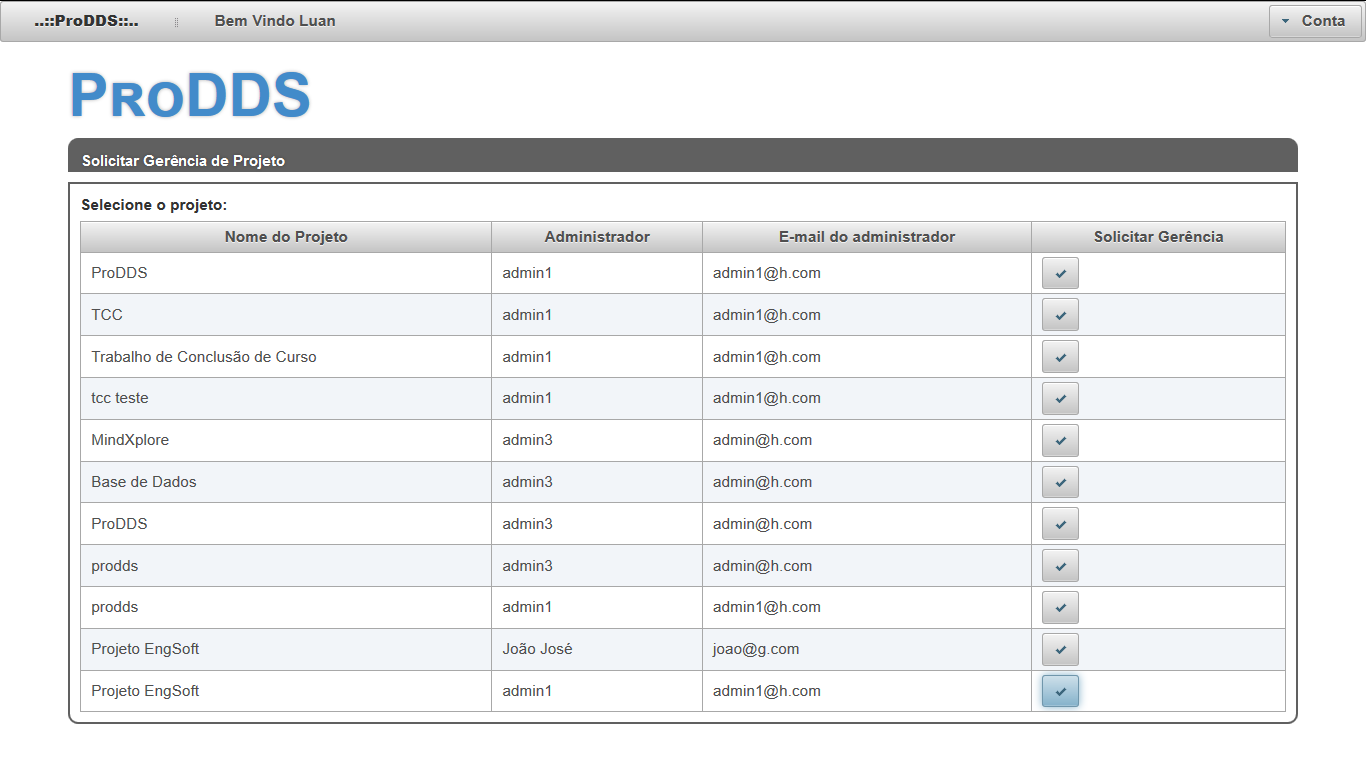 ..::ProDDS::.. Bem Vindo Luan Conta
ProDDS
Solicitar Gerência de Projeto
Selecione o projeto:
Nome do Projeto Administrador E-mail do administrador Solicitar Gerência
ProDDS admin1 admin1@h.com
TCC admin1 admin1@h.com
Trabalho de Conclusão de Curso admin1 admin1@h.com
tcc teste admin1 admin1@h.com
MindXplore admin3 admin@h.com
Base de Dados admin3 admin@h.com
ProDDS admin3 admin@h.com
prodds admin3 admin@h.com
prodds admin1 admin1@h.com
Projeto EngSoft João José joao@g.com
Projeto EngSoft admin1 admin1@h.com